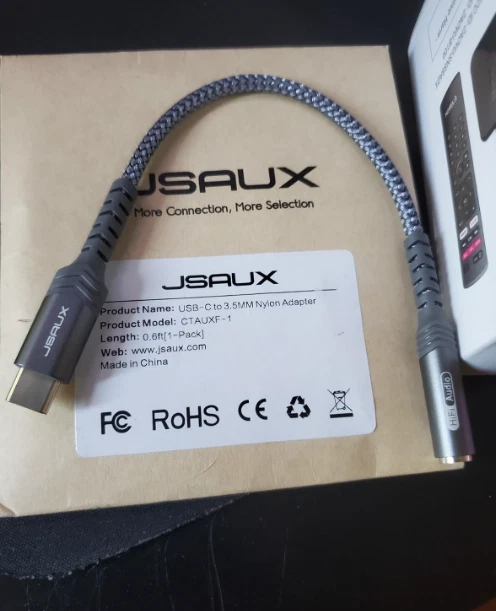 JSAUX
More Connection, More Selection
JSAUX
Product Name: USB-C to 3.5MM Nylon Adapter
Product Model: CTAUXF-1
Length: 0.6ft[1-Pack]
Web: www.jsaux.com
Made in China
FC RoHS CE
JSAUX
HiFi Audio